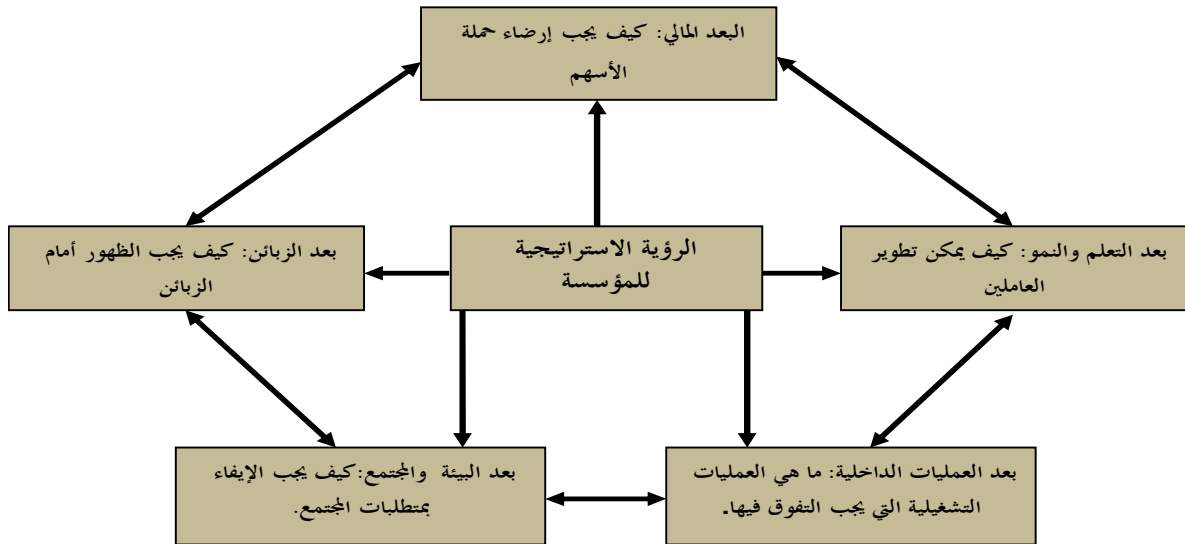 البعد المالي: كيف يجب إرضاء حملة
الأسهم
بعد التعلم والنمو: كيف يمكن تطوير
العاملين
الرؤية الاستراتيجية
للمؤسسة
بعد الزبائن: كيف يجب الظهور أمام
الزبائن
بعد العمليات الداخلية: ما هي العمليات
التشغيلية التي يجب التفوق فيها.
بعد البيئة والمجتمع:كيف يجب الإيفاء
بمتطلبات المجتمع.